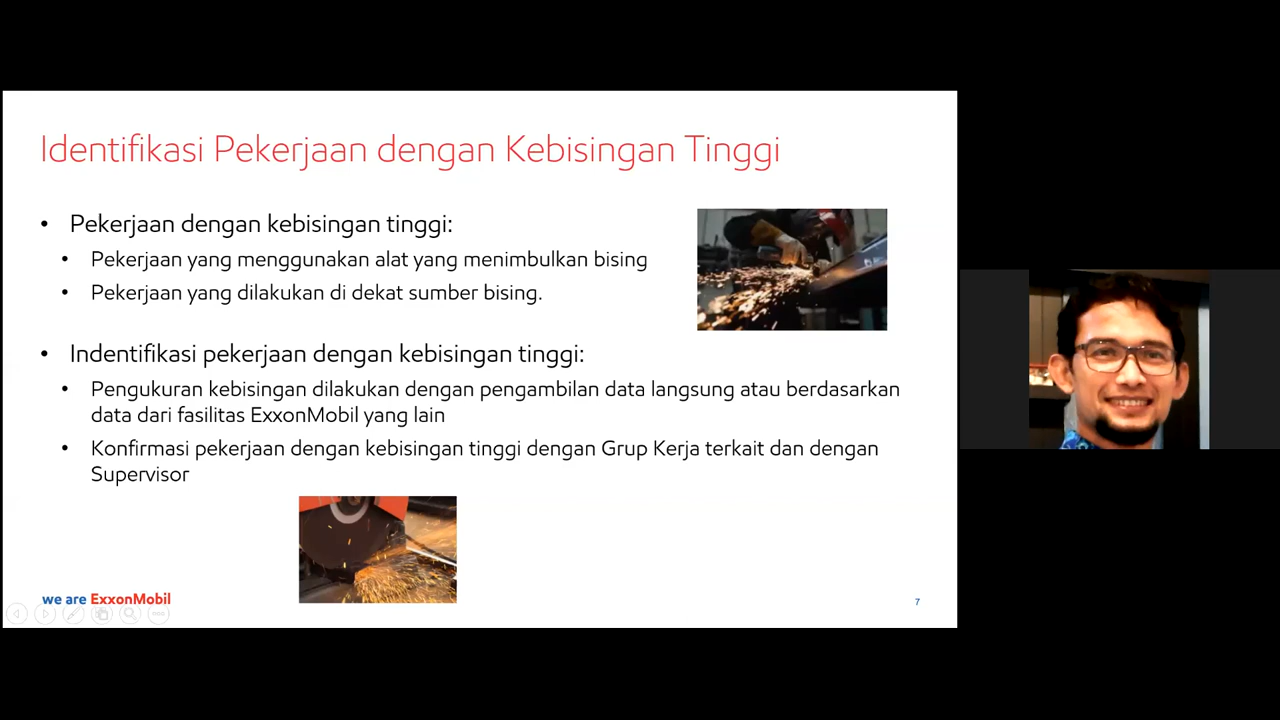 Identifikasi Pekerjaan dengan Kebisingan Tinggi
• Pekerjaan dengan kebisingan tinggi:
• Pekerjaan yang menggunakan alat yang menimbulkan bising
• Pekerjaan yang dilakukan di dekat sumber bising.
• Indentifikasi pekerjaan dengan kebisingan tinggi:
• Pengukuran kebisingan dilakukan dengan pengambilan data langsung atau berdasarkan
data dari fasilitas ExxonMobil yang lain
• Konfirmasi pekerjaan dengan kebisingan tinggi dengan Grup Kerja terkait dan dengan
Supervisor
we are ExxonMobil
7